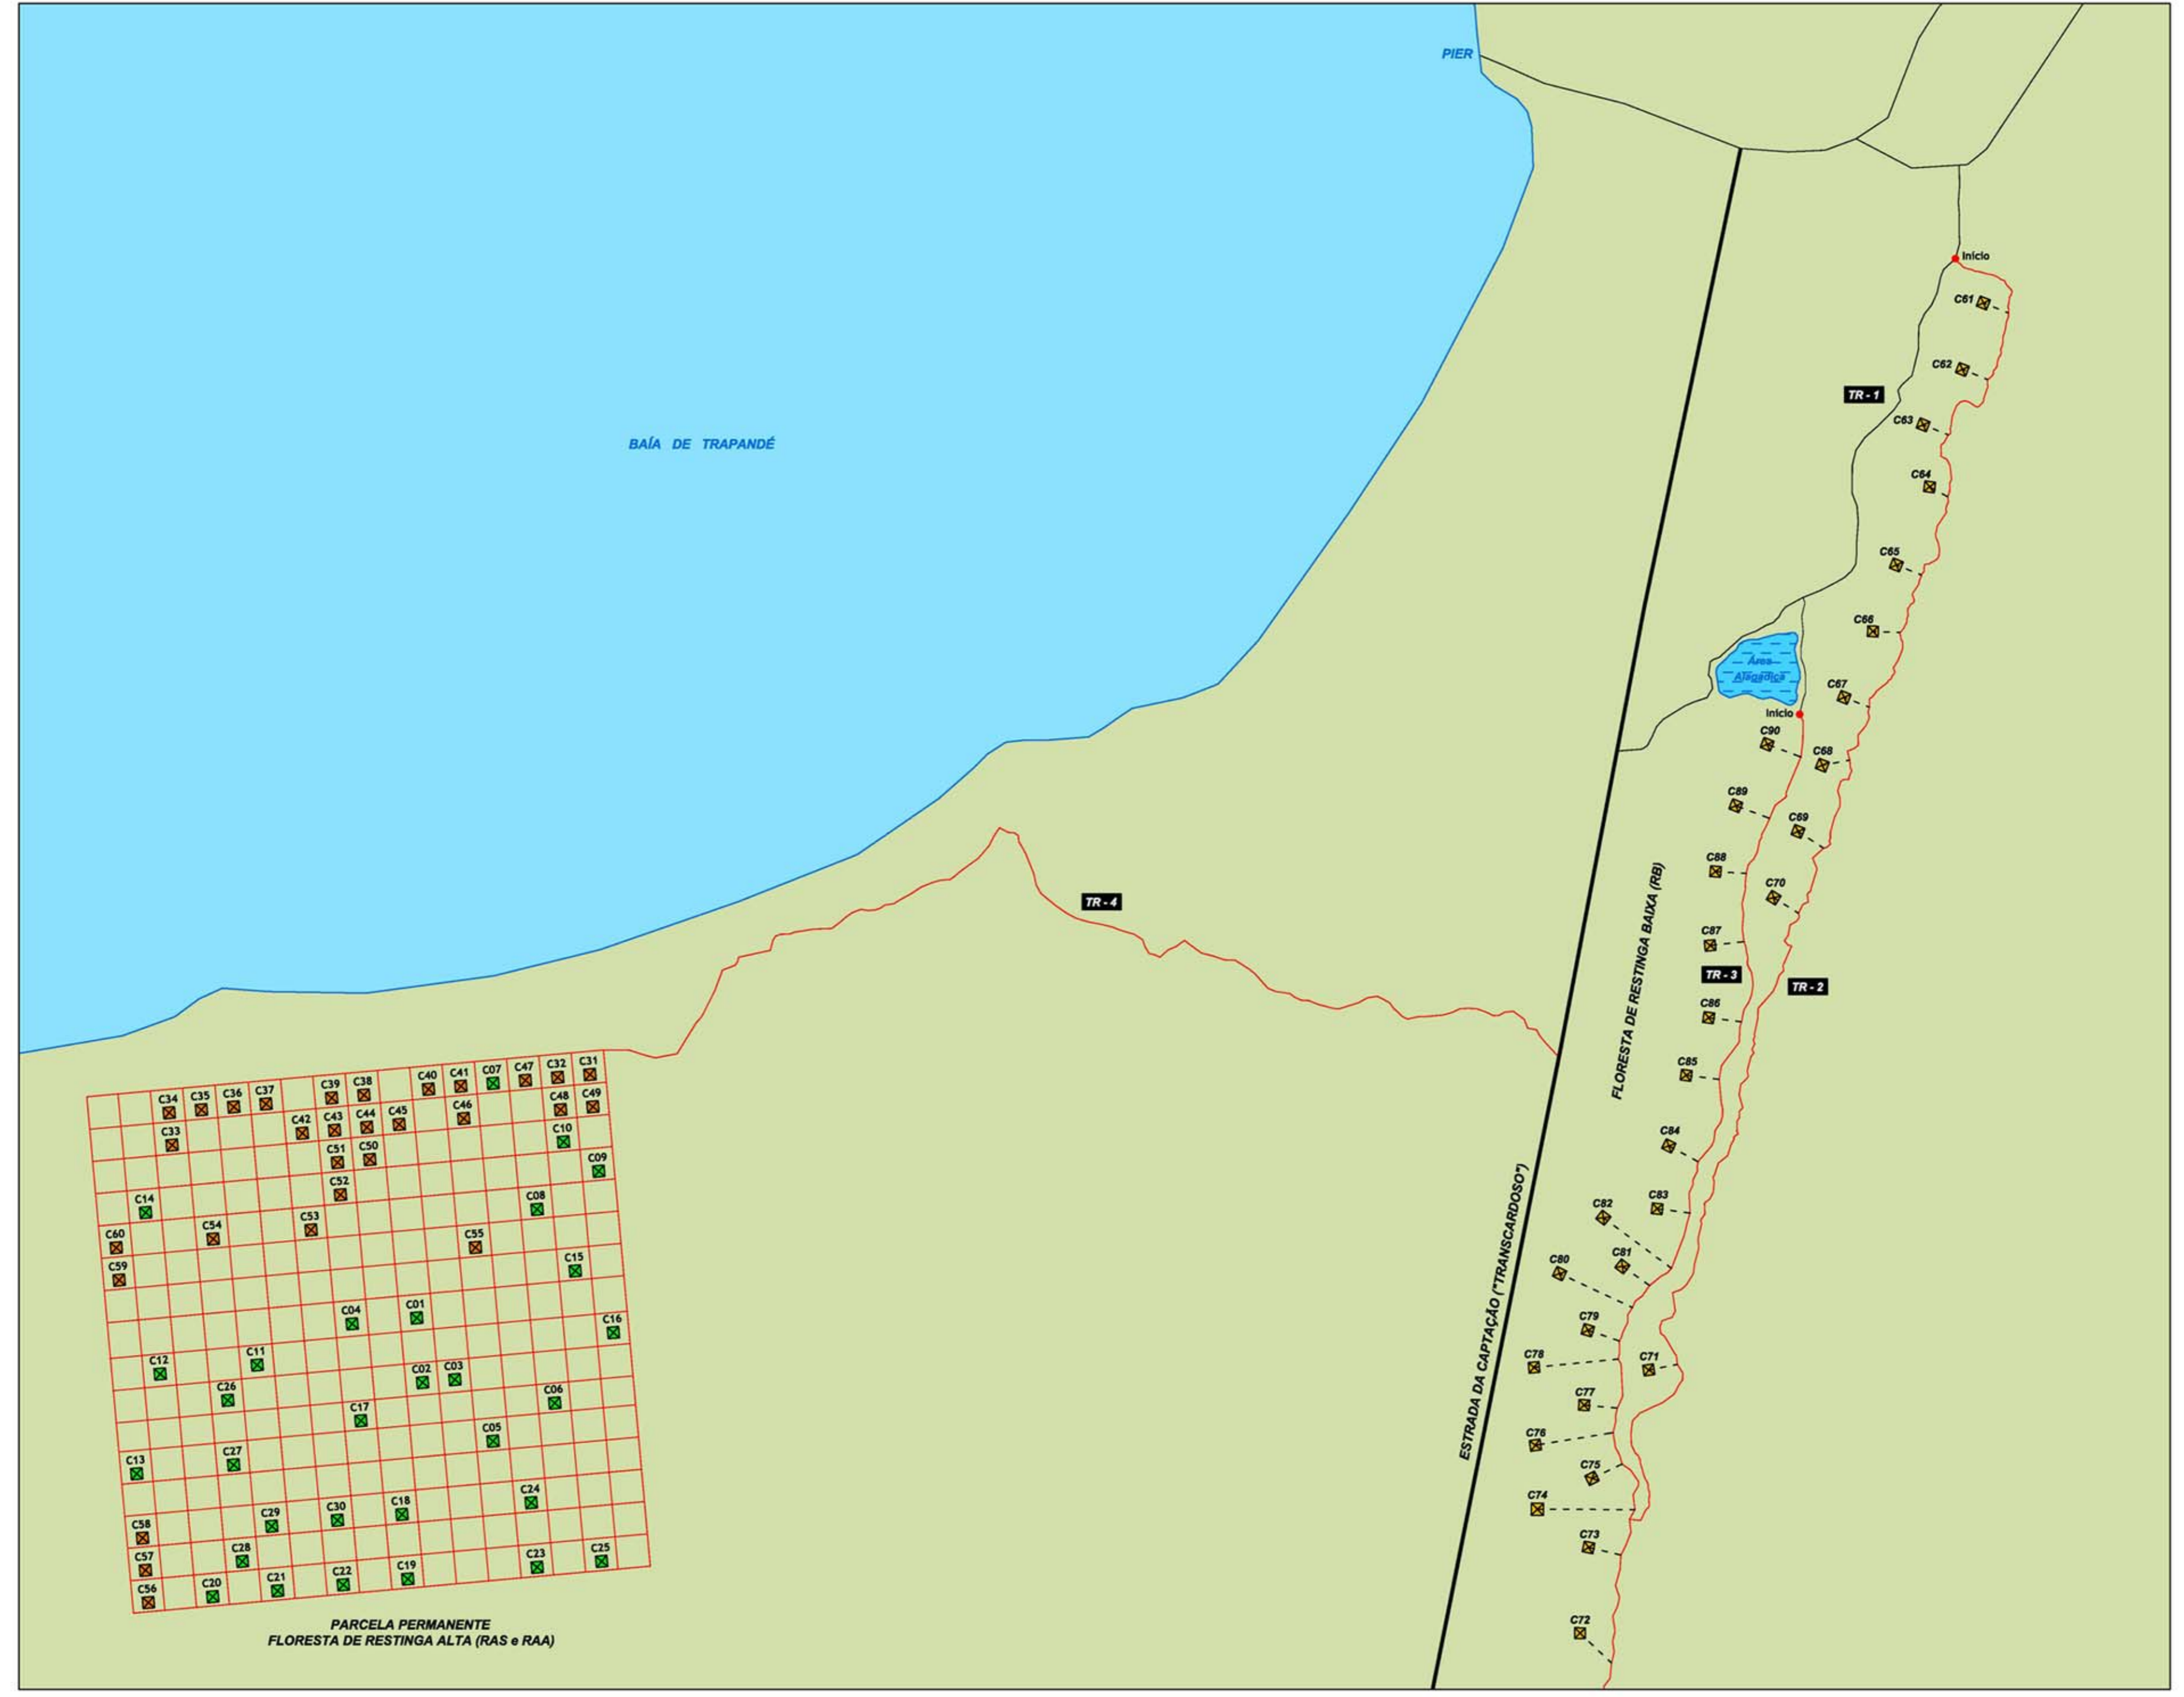 PIER
Início
C61
C62
TR - 1
C63
BAÍA DE TRAPANDÉ
C64
C65
C66
Área
Alagadiça
C67
Início
C90
C68
C89
C69
C88
FLORESTA DE RESTINGA BAIXA (RB)
C70
TR - 4
C87
TR - 3
TR - 2
C86
C85
C84
C83
C82
C81
C80
C79
C78
C71
C77
C76
C75
C74
C73
C72
ESTRADA DA CAPTAÇÃO ("TRANSCARDOSO")
C34 C35 C36 C37 C39 C38 C40 C41 C07 C47 C32 C31
C33 C42 C43 C44 C45 C46 C48 C49
C51 C50 C10
C52 C09
C14 C08
C60 C54 C53 C55
C59 C15
C04 C01 C16
C12 C11 C02 C03
C26 C17 C06
C05
C13 C27
C29 C30 C18 C24
C58
C57 C28 C23 C25
C56 C20 C21 C22 C19
PARCELA PERMANENTE
FLORESTA DE RESTINGA ALTA (RAS e RAA)